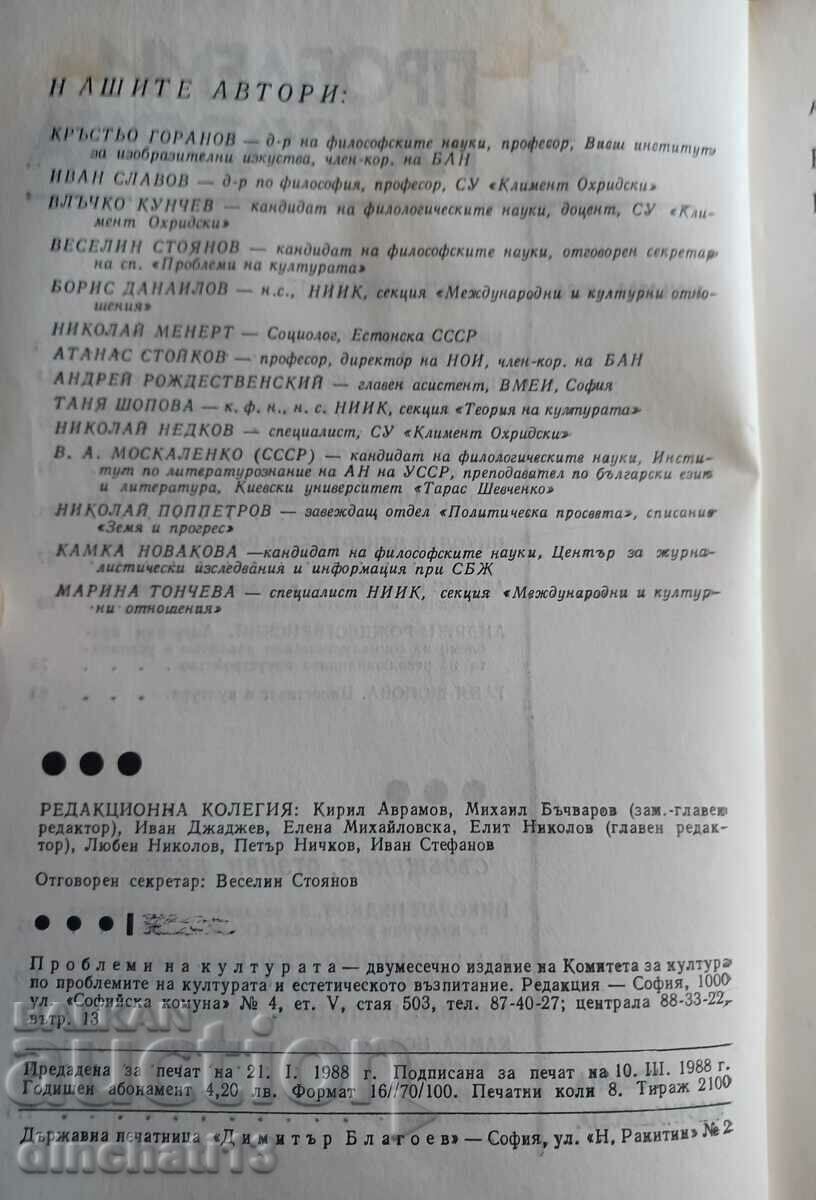 НАШИТЕ АВТОРИ:
КРЪСТЬО ГОРАНОВ — д-р на философските науки, професор, Висш институт
за изобразителни изкуства, член-кор. на БАН
ИВАН СЛАВОВ — д-р по философия, професор, СУ «Климент Охридски»
ВЛЪЧКО КУНЧЕВ — кандидат на филологическите науки, доцент, СУ «Кли-
мент Охридски»
ВЕСЕЛИН СТОЯНОВ — кандидат на философските науки, отговорен секретар
на сп. «Проблеми на културата»
БОРИС ДАНАИЛОВ — н.с., НИИК, секция «Международни и културни отно-
шения»
НИКОЛАЙ МЕНЕРТ — Социолог, Естонска ССР
АТАНАС СТОЙКОВ — професор, директор на НОИ, член-кор. на БАН
АНДРЕЙ РОЖДЕСТВЕНСКИЙ — главен асистент, ВМЕИ, София
ТАНЯ ШОПОВА — к. ф. н., н. с. НИИК, секция «Теория на културата»
НИКОЛАЙ НЕДКОВ — специалист, СУ «Климент Охридски»
В. А. МОСКАЛЕНКО (СССР) — кандидат на филологическите науки, Инсти-
тут по литературознание на АН на УССР, преподавател по български език
и литература, Киевски университет «Тарас Шевченко»
НИКОЛАЙ ПОППЕТРОВ — завеждащ отдел «Политическа просвета», списание
«Земя и прогрес»
КАМКА НОВАКОВА —кандидат на философските науки, Център за журна-
листически изследвания и информация при СБЖ
МАРИНА ТОНЧЕВА — специалист НИИК, секция «Международни и култур-
ни отношения»
РЕДАКЦИОННА КОЛЕГИЯ: Кирил Аврамов, Михаил Бъчваров (зам.-главен
редактор), Иван Джаджев, Елена Михайловска, Елит Николов (главен редак-
тор), Любен Николов, Петър Ничков, Иван Стефанов
Отговорен секретар: Веселин Стоянов
Проблеми на културата — двумесечно издание на Комитета за култура
по проблемите на културата и естетическото възпитание. Редакция — София, 1000
ул. «Софийска комуна» № 4, ет. V, стая 503, тел. 87-40-27; централа 88-33-22,
вътр. 13
Предадена за печат на 21. I. 1988 г. Подписана за печат на 10. III. 1988 г.
Годишен абонамент 4,20 лв. Формат 16//70/100. Печатни коли 8. Тираж 2100
Държавна печатница «Димитър Благоев» — София, ул. «Н. Ракитин» № 2
BALKAN
auction
dinchati13